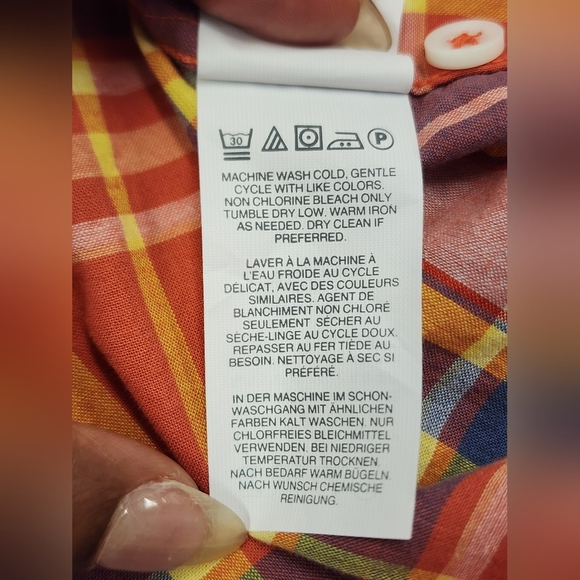 30 P
MACHINE WASH COLD, GENTLE
CYCLE WITH LIKE COLORS.
NON CHLORINE BLEACH ONLY
TUMBLE DRY LOW. WARM IRON
AS NEEDED. DRY CLEAN IF
PREFERRED.
LAVER À LA MACHINE À
L'EAU FROIDE AU CYCLE
DÉLICAT, AVEC DES COULEURS
SIMILAIRES. AGENT DE
BLANCHIMENT NON CHLORÉ
SEULEMENT SÉCHER AU
SÈCHE-LINGE AU CYCLE DOUX.
REPASSER AU FER TIÈDE AU
BESOIN. NETTOYAGE À SEC SI
PRÉFÉRÉ.
IN DER MASCHINE IM SCHON-
WASCHGANG MIT ÄHNLICHEN
FARBEN KALT WASCHEN. NUR
CHLORFREIES BLEICHMITTEL
VERWENDEN. BEI NIEDRIGER
TEMPERATUR TROCKNEN.
NACH BEDARF WARM BÜGELN.
NACH WUNSCH CHEMISCHE
REINIGUNG.